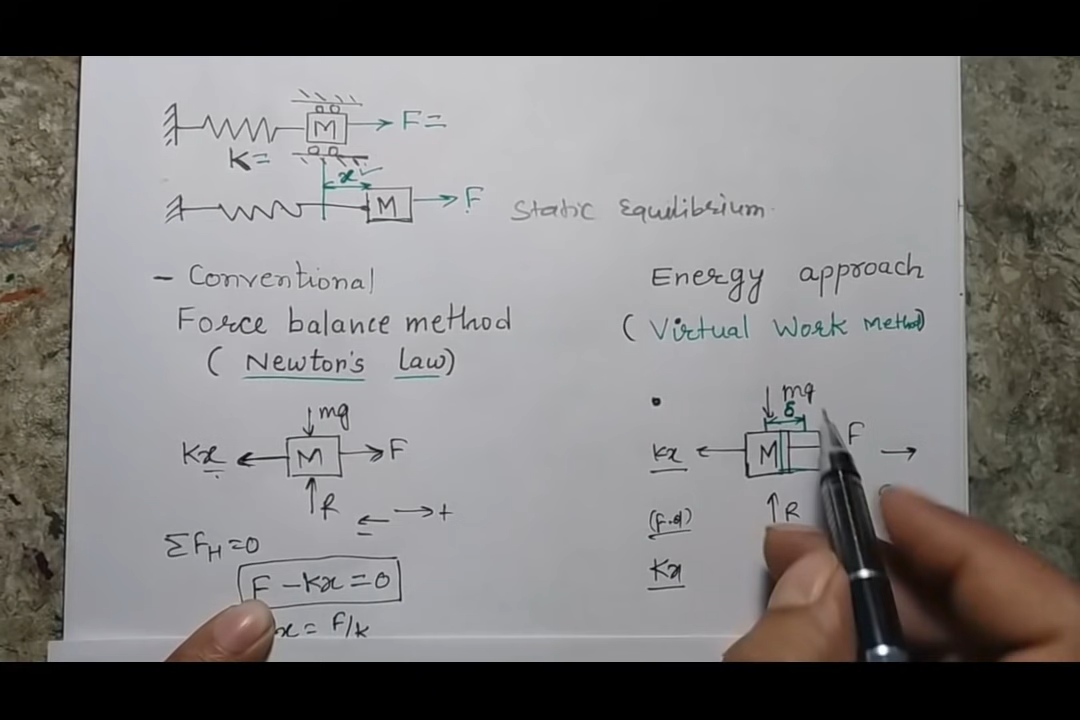 M F=
K=
x
M F
Static Equilibrium
- Conventional
Force balance method
( Newton's Law)
mg
Kx M F
R
← → +
ΣFH=0
F - Kx = 0
x = F/k
Energy approach
( Virtual Work Method)
mg
δ
Kx M F
R
(F.d)
Kx